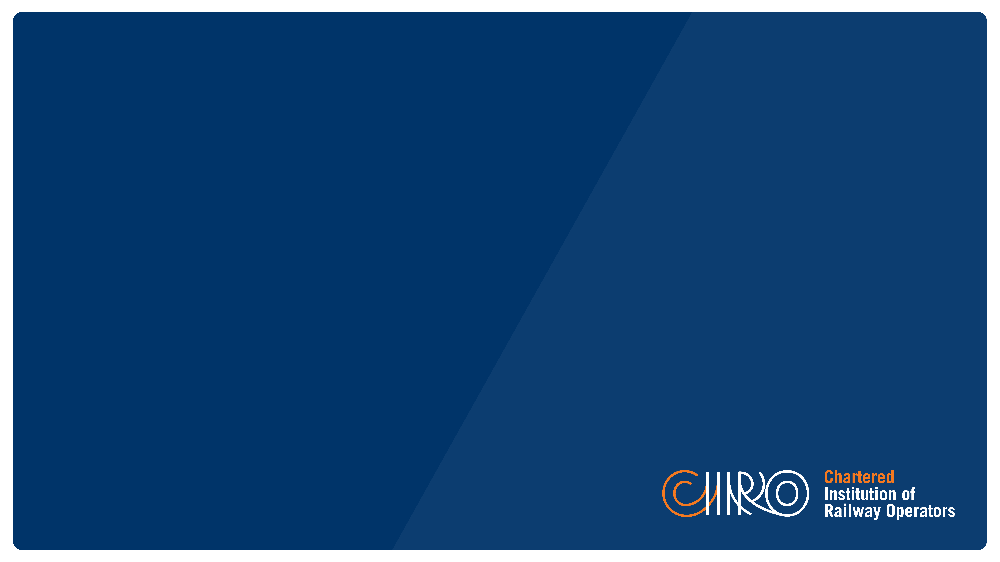 CIRO
Chartered
Institution of
Railway Operators